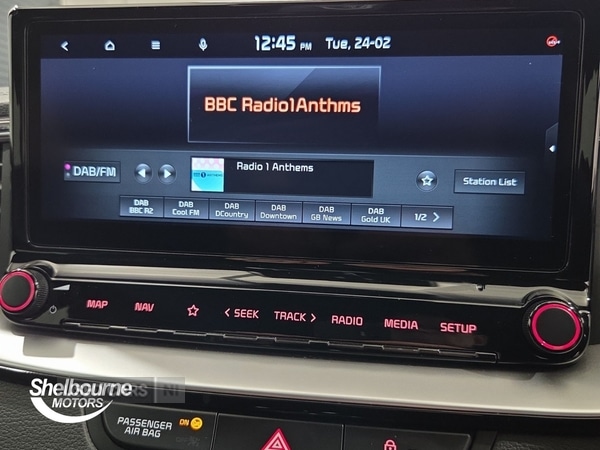 12:45 PM Tue, 24-02
BBC Radio1Anthms
DAB/FM
Radio 1 Anthems
Station List
DAB BBC R2
DAB Cool FM
DAB DCountry
DAB Downtown
DAB GB News
DAB Gold UK
1/2 >
MAP NAV < SEEK TRACK > RADIO MEDIA SETUP
Shelbourne
MOTORS
NI
PASSENGER
AIR BAG
ON